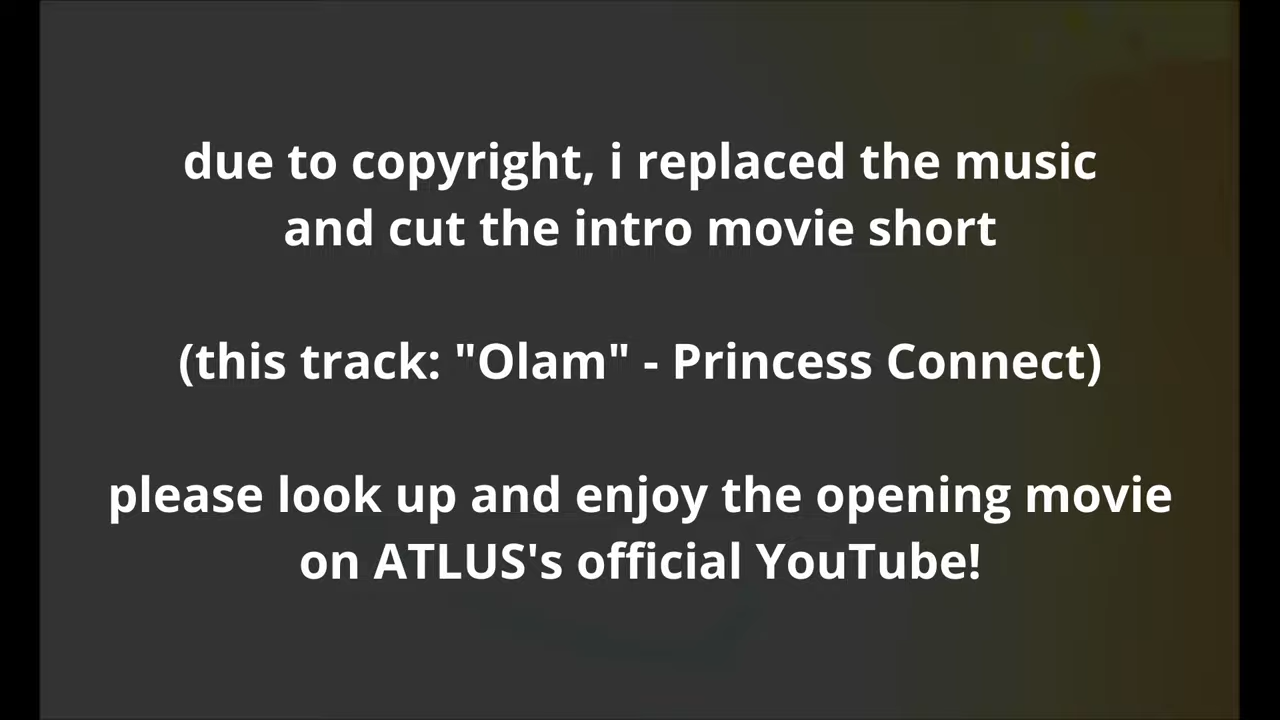 due to copyright, i replaced the music
and cut the intro movie short
(this track: "Olam" - Princess Connect)
please look up and enjoy the opening movie
on ATLUS's official YouTube!